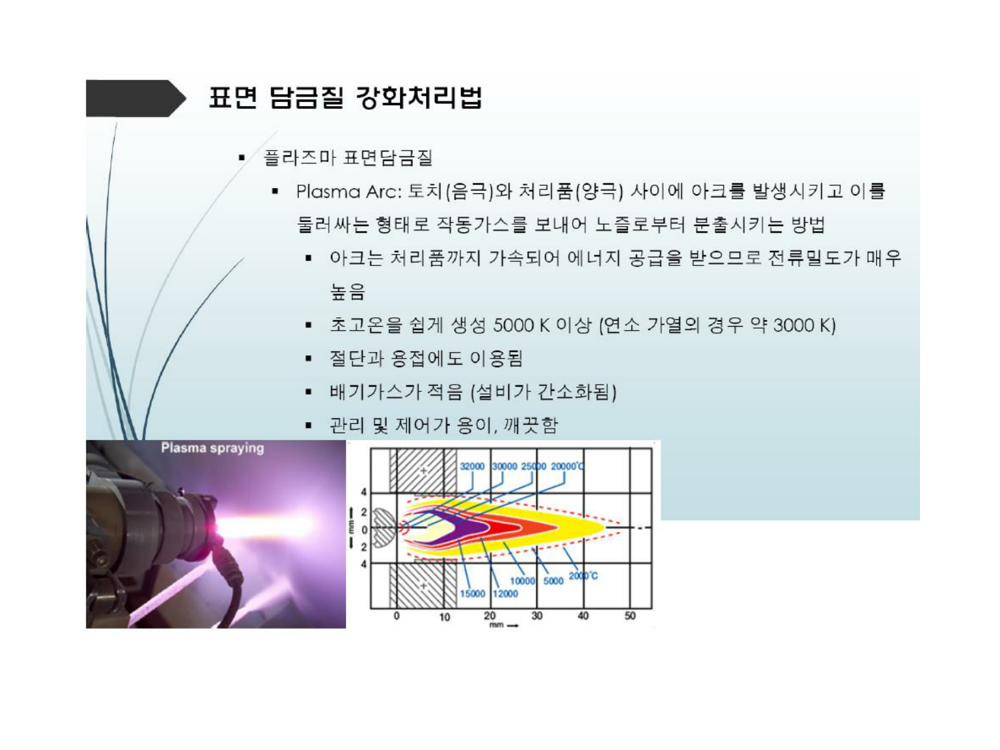 표면 담금질 강화처리법
▪ 플라즈마 표면담금질
▪ Plasma Arc: 토치(음극)와 처리품(양극) 사이에 아크를 발생시키고 이를
둘러싸는 형태로 작동가스를 보내어 노즐로부터 분출시키는 방법
▪ 아크는 처리품까지 가속되어 에너지 공급을 받으므로 전류밀도가 매우
높음
▪ 초고온을 쉽게 생성 5000 K 이상 (연소 가열의 경우 약 3000 K)
▪ 절단과 용접에도 이용됨
▪ 배기가스가 적음 (설비가 간소화됨)
▪ 관리 및 제어가 용이, 깨끗함
Plasma spraying
32000 30000 25000 20000℃
+
4
2
0
2
4
mm
10000 5000 2000℃
15000 12000
+
0 10 20 30 40 50
mm